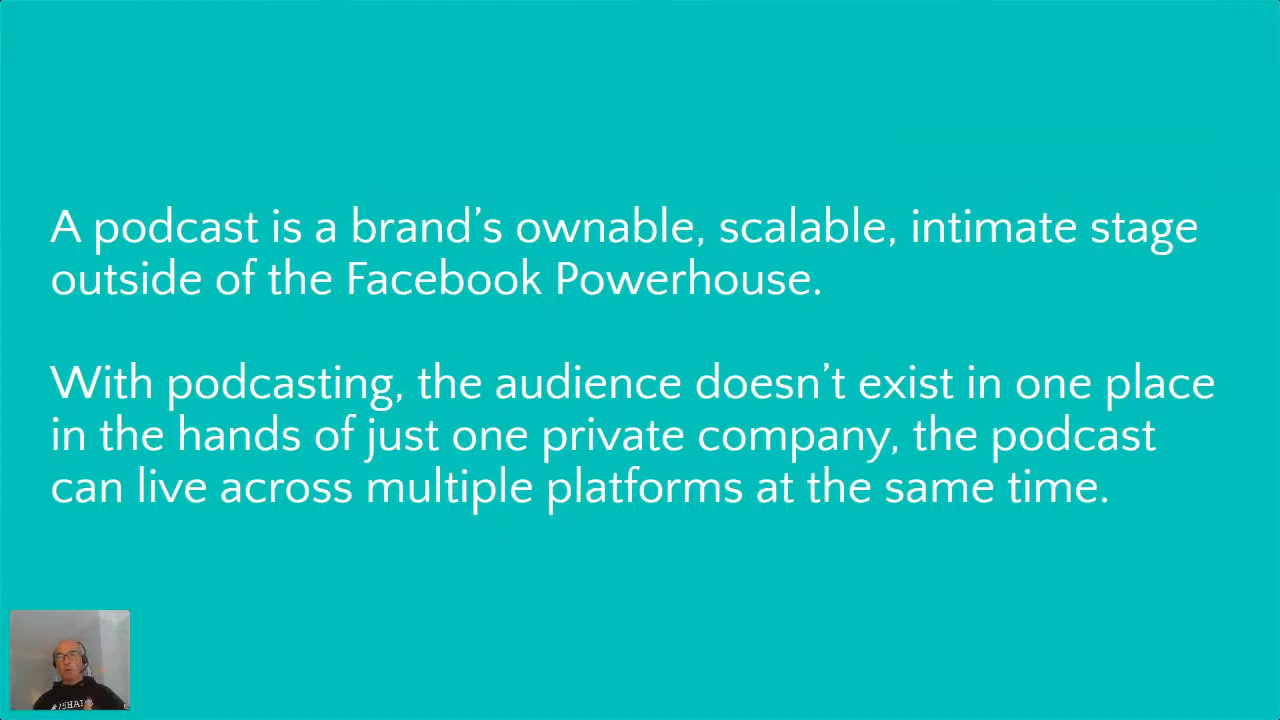 A podcast is a brand’s ownable, scalable, intimate stage
outside of the Facebook Powerhouse.
With podcasting, the audience doesn’t exist in one place
in the hands of just one private company, the podcast
can live across multiple platforms at the same time.